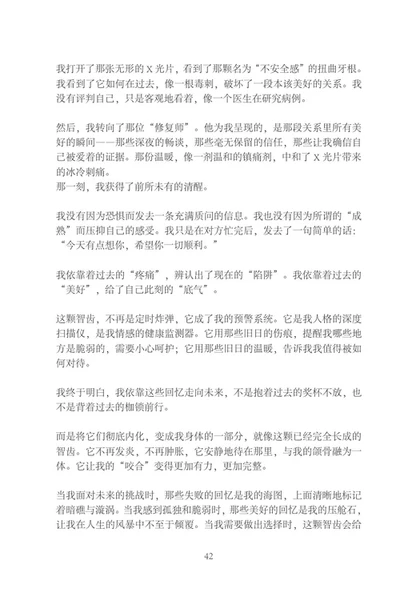 我打开了那张无形的 X 光片，看到了那颗名为“不安全感”的扭曲牙根。
我看到了它如何在过去，像一根毒刺，破坏了一段本该美好的关系。我
没有评判自己，只是客观地看着，像一个医生在研究病例。
然后，我转向了那位“修复师”。他为我呈现的，是那段关系里所有美
好的瞬间——那些深夜的畅谈，那些毫无保留的信任，那些让我确信自
己被爱着的证据。那份温暖，像一剂温和的镇痛剂，中和了 X 光片带来
的冰冷刺痛。
那一刻，我获得了前所未有的清醒。
我没有因为恐惧而发去一条充满质问的信息。我也没有因为所谓的“成
熟”而压抑自己的感受。我只是在对方忙完后，发去了一句简单的话：
“今天有点想你，希望你一切顺利。”
我依靠着过去的“疼痛”，辨认出了现在的“陷阱”。我依靠着过去的
“美好”，给了自己此刻的“底气”。
这颗智齿，不再是定时炸弹，它成了我的预警系统。它是我人格的深度
扫描仪，是我情感的健康监测器。它用那些旧日的伤痕，提醒我哪些地
方是脆弱的，需要小心呵护；它用那些旧日的温暖，告诉我我值得被如
何对待。
我终于明白，我依靠这些回忆走向未来，不是抱着过去的奖杯不放，也
不是背着过去的枷锁前行。
而是将它们彻底内化，变成我身体的一部分，就像这颗已经完全长成的
智齿。它不再发炎，不再肿胀，它安静地待在那里，与我的颌骨融为一
体。它让我的“咬合”变得更加有力，更加完整。
当我面对未来的挑战时，那些失败的回忆是我的海图，上面清晰地标记
着暗礁与漩涡。当我感到孤独和脆弱时，那些美好的回忆是我的压舱石，
让我在人生的风暴中不至于倾覆。当我需要做出选择时，这颗智齿会给
42